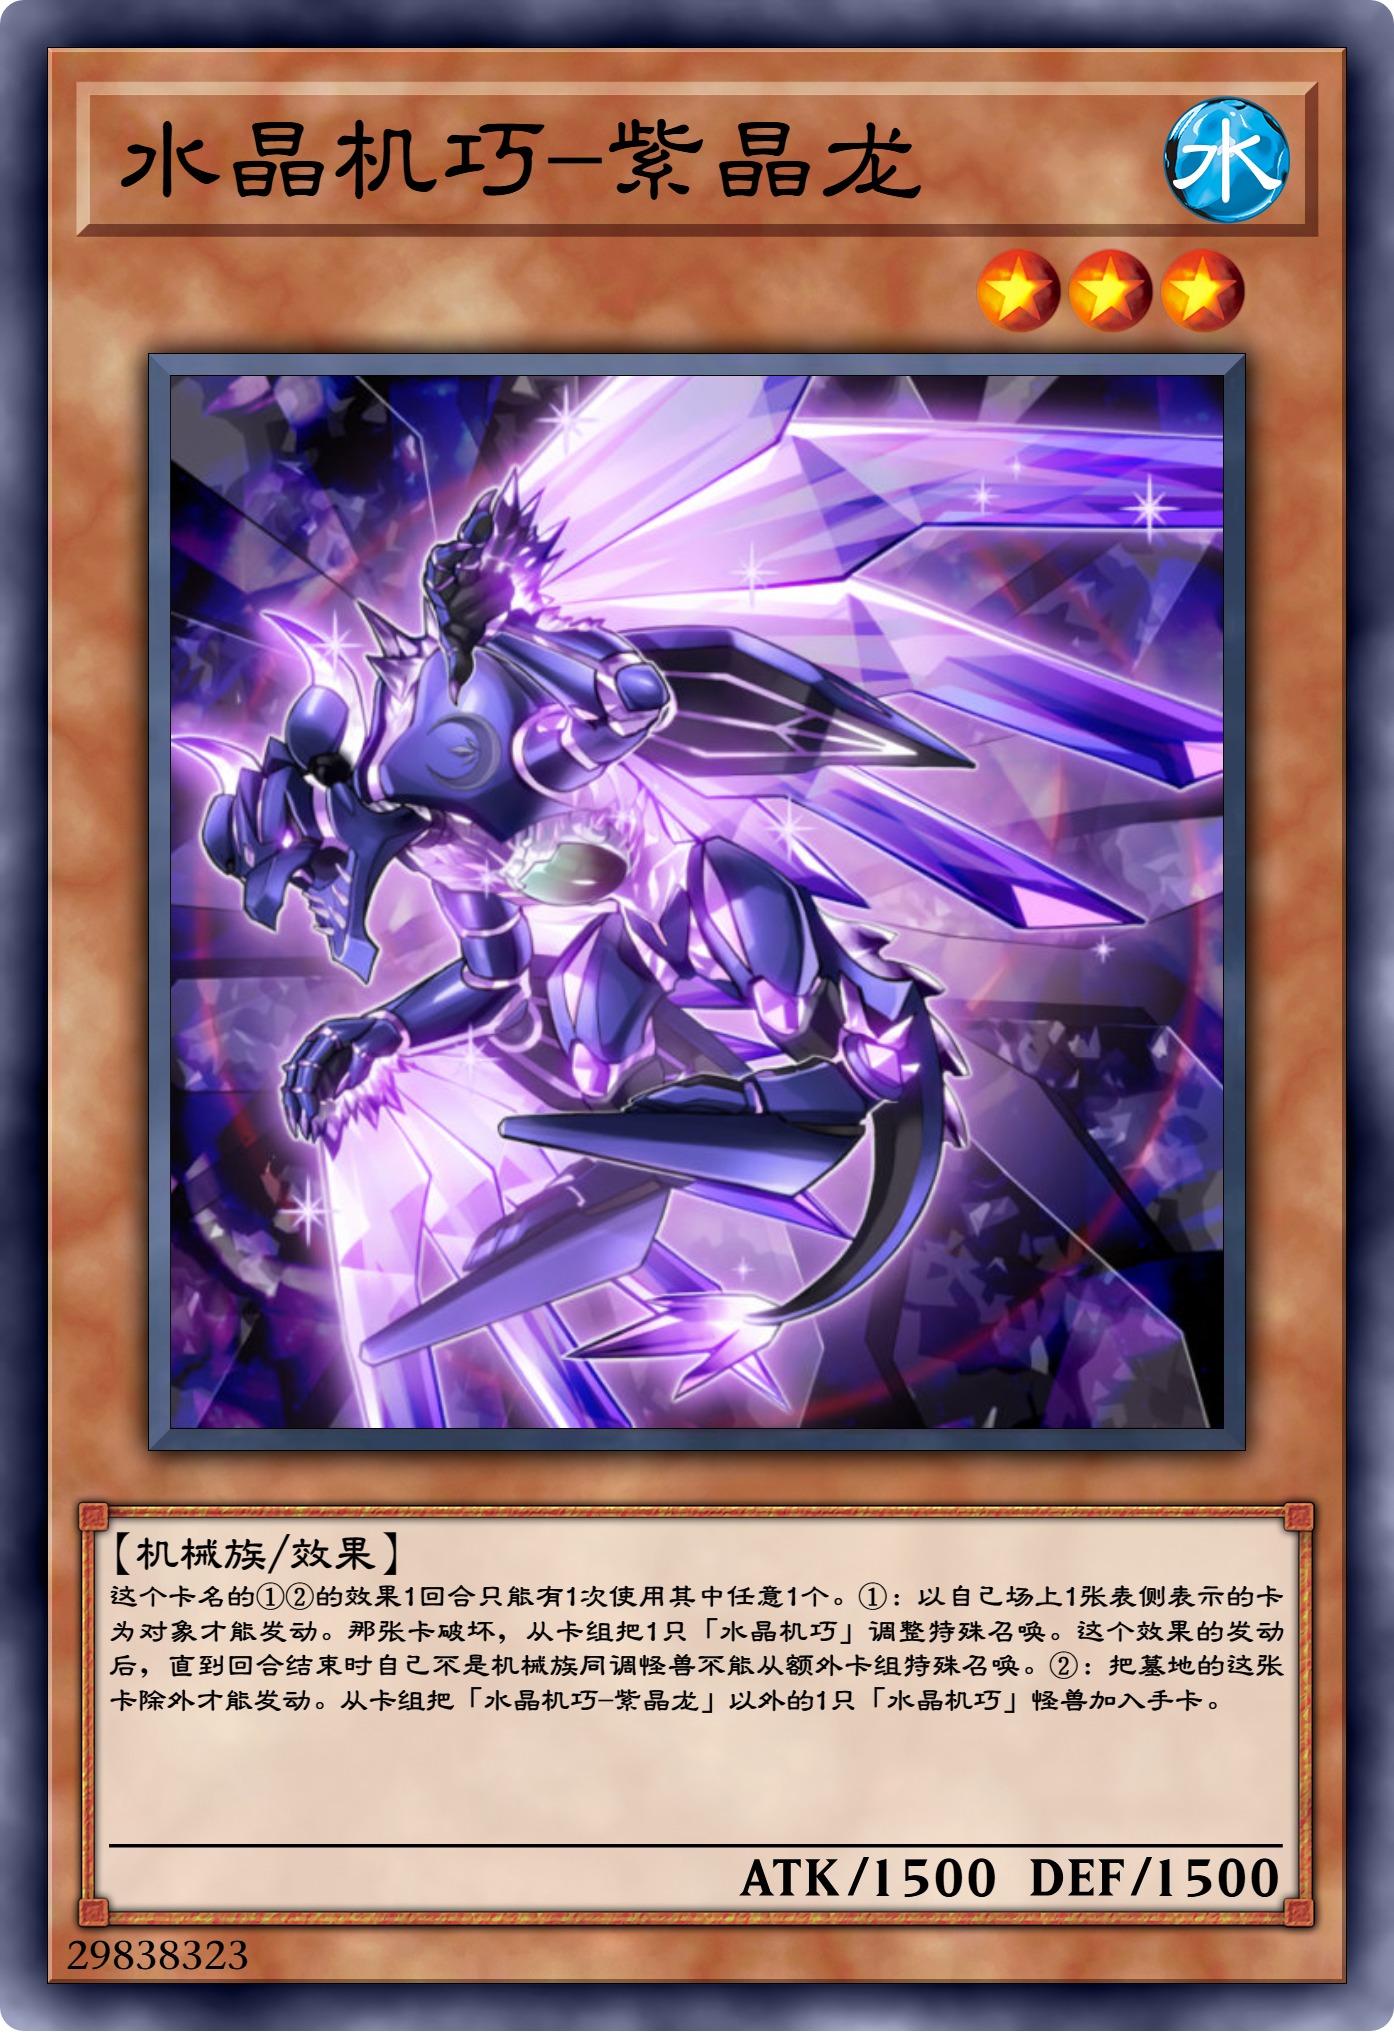 水晶机巧-紫晶龙
水
【机械族/效果】
这个卡名的①②的效果1回合只能有1次使用其中任意1个。①：以自己场上1张表侧表示的卡
为对象才能发动。那张卡破坏，从卡组把1只「水晶机巧」调整特殊召唤。这个效果的发动
后，直到回合结束时自己不是机械族同调怪兽不能从额外卡组特殊召唤。②：把墓地的这张
卡除外才能发动。从卡组把「水晶机巧-紫晶龙」以外的1只「水晶机巧」怪兽加入手卡。
ATK/1500 DEF/1500
29838323